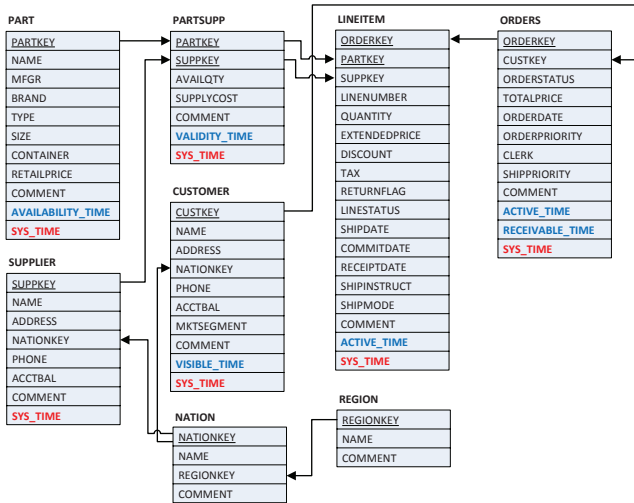 PART
PARTKEY
NAME
MFGR
BRAND
TYPE
SIZE
CONTAINER
RETAILPRICE
COMMENT
AVAILABILITY_TIME
SYS_TIME
PARTSUPP
PARTKEY
SUPPKEY
AVAILQTY
SUPPLYCOST
COMMENT
VALIDITY_TIME
SYS_TIME
LINEITEM
ORDERKEY
PARTKEY
SUPPKEY
LINENUMBER
QUANTITY
EXTENDEDPRICE
DISCOUNT
TAX
RETURNFLAG
LINESTATUS
SHIPDATE
COMMITDATE
RECEIPTDATE
SHIPINSTRUCT
SHIPMODE
COMMENT
ACTIVE_TIME
SYS_TIME
ORDERS
ORDERKEY
CUSTKEY
ORDERSTATUS
TOTALPRICE
ORDERDATE
ORDERPRIORITY
CLERK
SHIPPRIORITY
COMMENT
ACTIVE_TIME
RECEIVABLE_TIME
SYS_TIME
SUPPLIER
SUPPKEY
NAME
ADDRESS
NATIONKEY
PHONE
ACCTBAL
COMMENT
SYS_TIME
CUSTOMER
CUSTKEY
NAME
ADDRESS
NATIONKEY
PHONE
ACCTBAL
MKTSEGMENT
COMMENT
VISIBLE_TIME
SYS_TIME
NATION
NATIONKEY
NAME
REGIONKEY
COMMENT
REGION
REGIONKEY
NAME
COMMENT